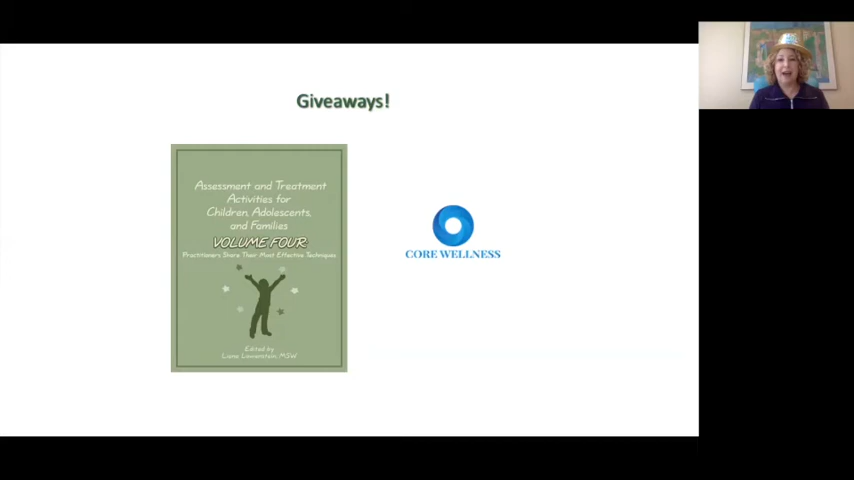 Giveaways!
Assessment and Treatment
Activities for
Children, Adolescents,
and Families
VOLUME FOUR:
Practitioners Share Their Most Effective Techniques
Edited by
Liana Lowenstein, MSW
CORE WELLNESS